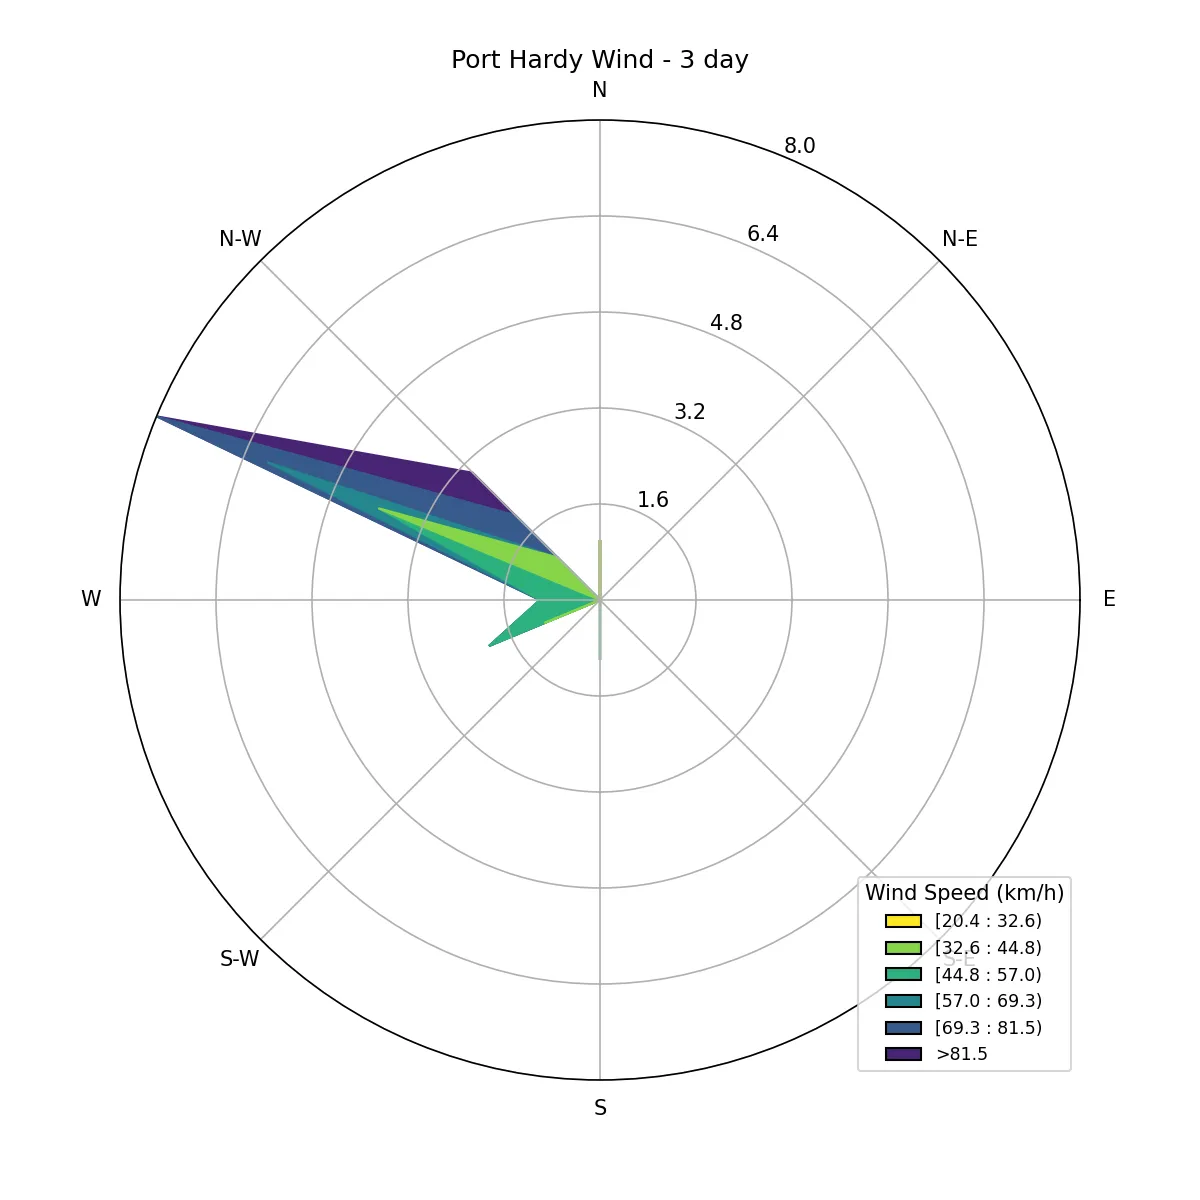 Port Hardy Wind - 3 day
N
8.0
N-W
6.4
N-E
4.8
3.2
1.6
W
E
S-W
S-E
S
Wind Speed (km/h)
[20.4 : 32.6)
[32.6 : 44.8)
[44.8 : 57.0)
[57.0 : 69.3)
[69.3 : 81.5)
>81.5